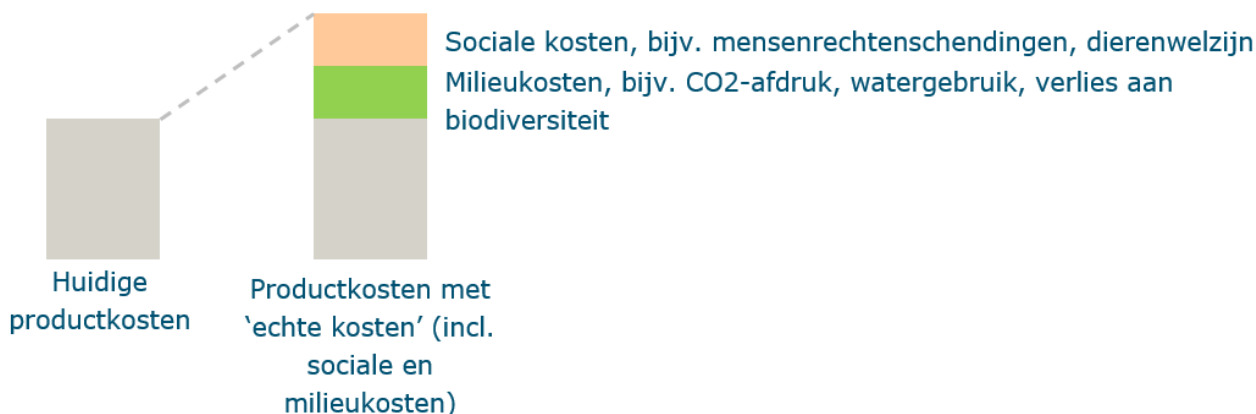 Sociale kosten, bijv. mensenrechtenschendingen, dierenwelzijn
Milieukosten, bijv. CO2-afdruk, watergebruik, verlies aan
biodiversiteit
Huidige
productkosten
Productkosten met
‘echte kosten’ (incl.
sociale en
milieukosten)